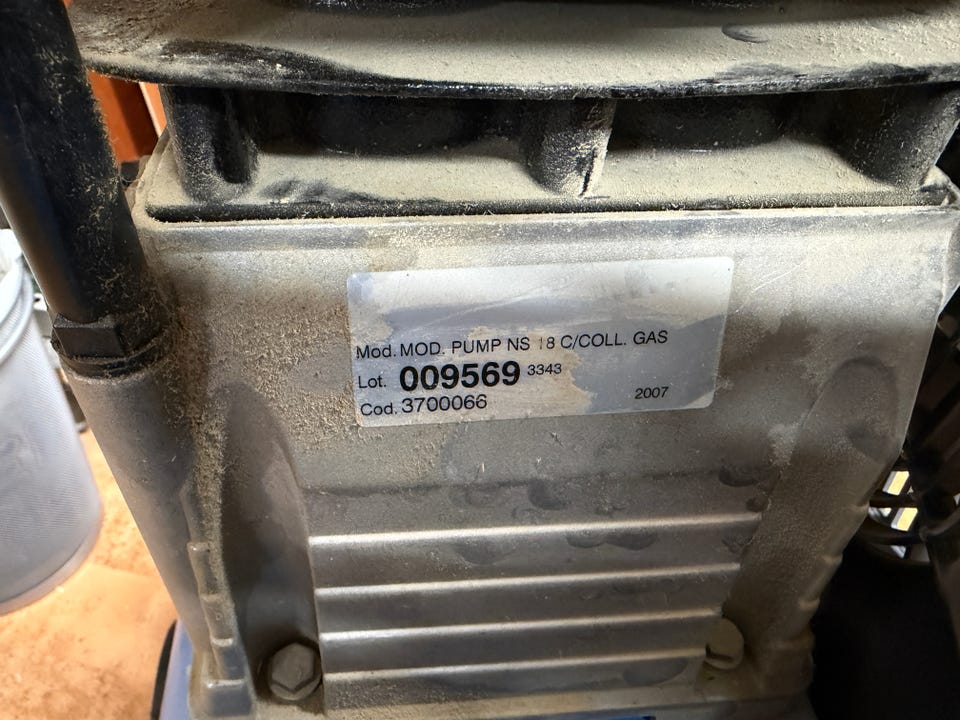 Mod. MOD. PUMP NS 18 C/COLL. GAS
Lot. 009569 3343
Cod. 3700066 2007